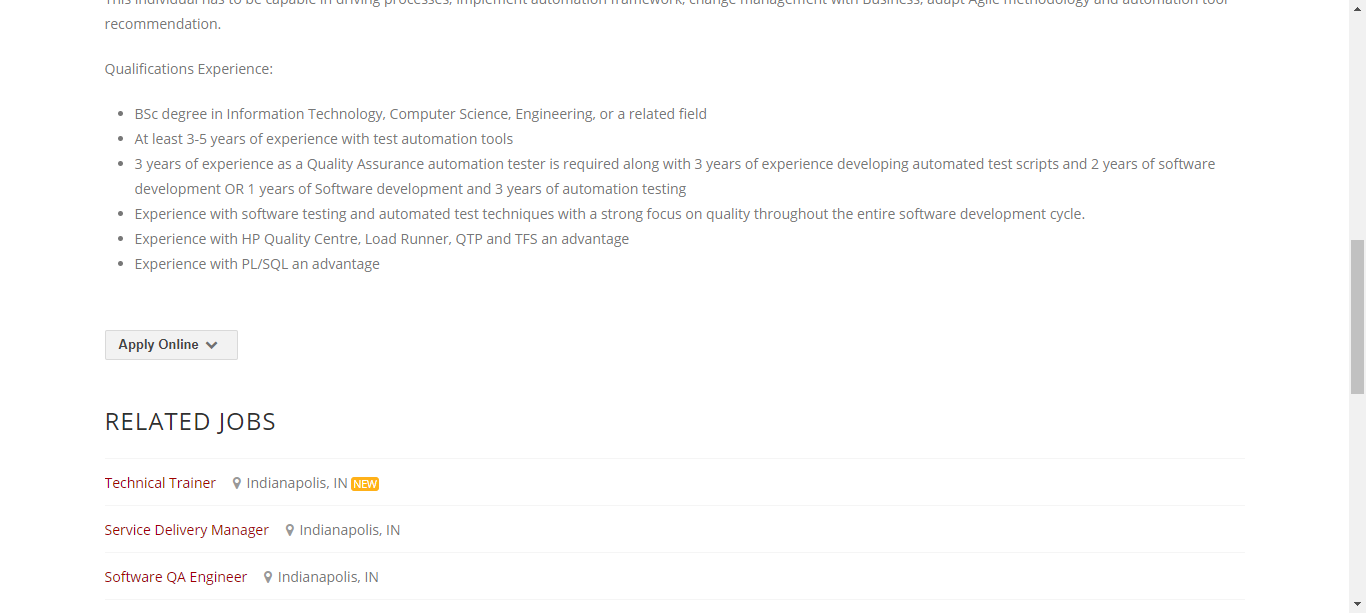 This individual has to be capable in driving processes, implement automation framework, change management with Business, adapt Agile methodology and automation tool
recommendation.
Qualifications Experience:
BSc degree in Information Technology, Computer Science, Engineering, or a related field
At least 3-5 years of experience with test automation tools
3 years of experience as a Quality Assurance automation tester is required along with 3 years of experience developing automated test scripts and 2 years of software
development OR 1 years of Software development and 3 years of automation testing
Experience with software testing and automated test techniques with a strong focus on quality throughout the entire software development cycle.
Experience with HP Quality Centre, Load Runner, QTP and TFS an advantage
Experience with PL/SQL an advantage
Apply Online
RELATED JOBS
Technical Trainer Indianapolis, IN NEW
Service Delivery Manager Indianapolis, IN
Software QA Engineer Indianapolis, IN